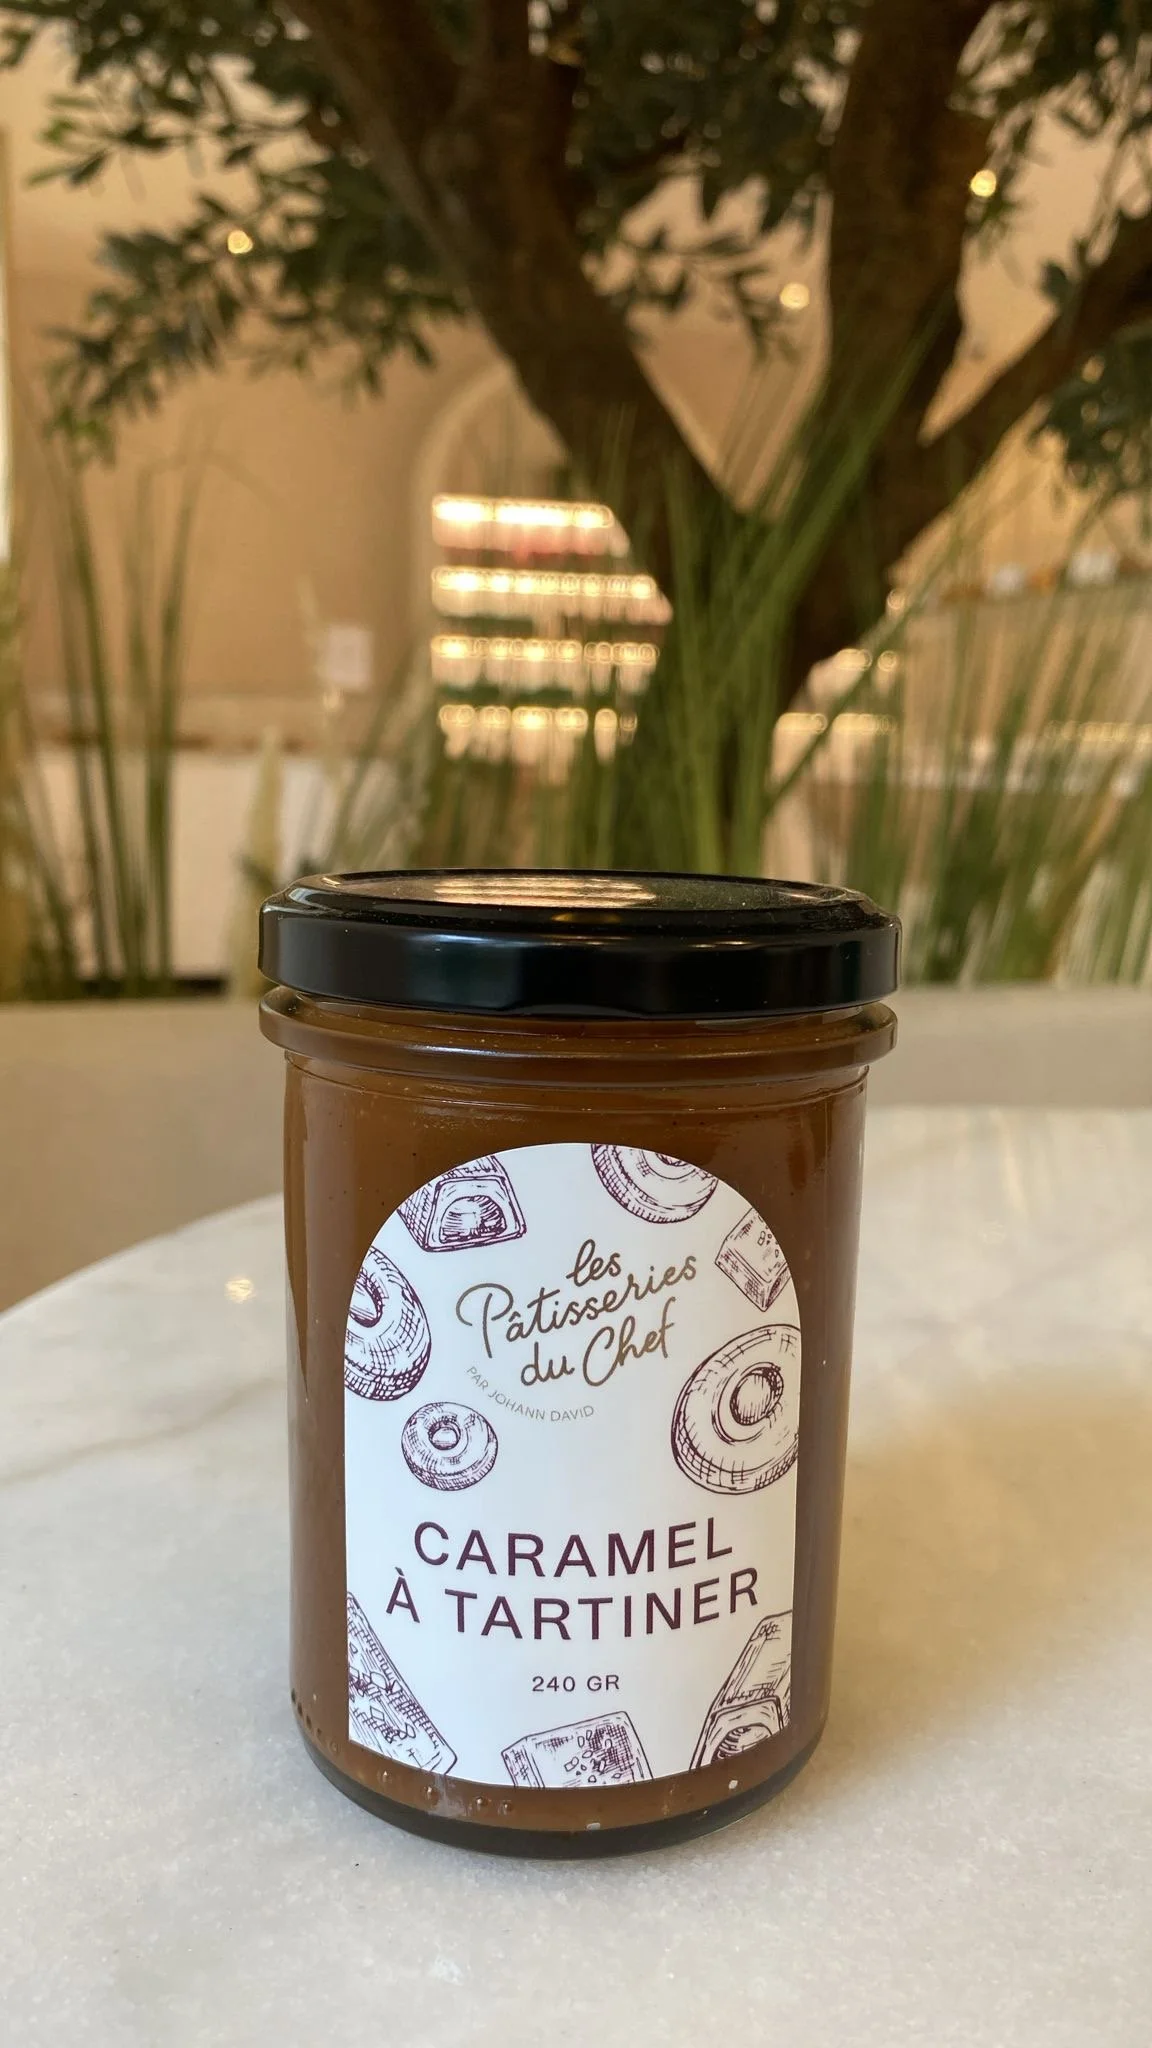 les
Pâtisseries
du Chef
PAR JOHANN DAVID
CARAMEL
À TARTINER
240 GR